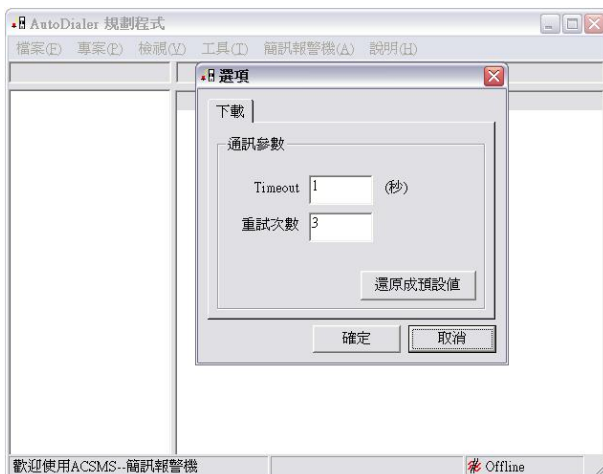 AutoDialer 規劃程式
檔案(F) 專案(P) 檢視(V) 工具(T) 簡訊報警機(A) 說明(H)
選項
下載
通訊參數
Timeout 1 (秒)
重試次數 3
還原成預設值
確定 取消
歡迎使用ACSMS--簡訊報警機 Offline